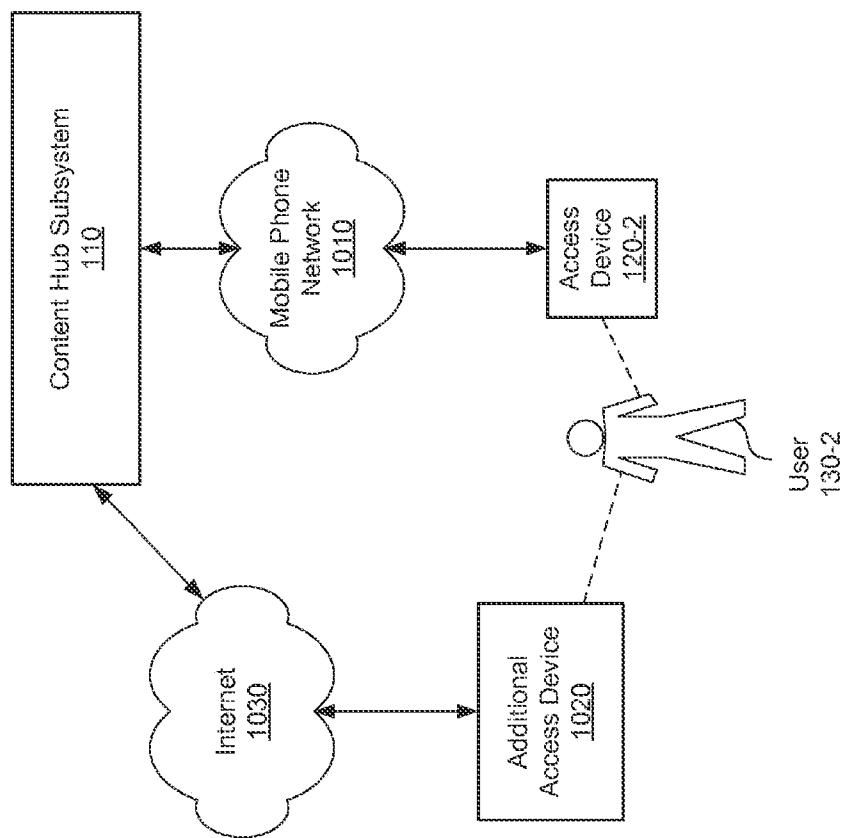 Content Hub Subsystem
110
Internet
1030
Mobile Phone
Network
1010
Additional
Access Device
1020
Access
Device
120-2
User
130-2